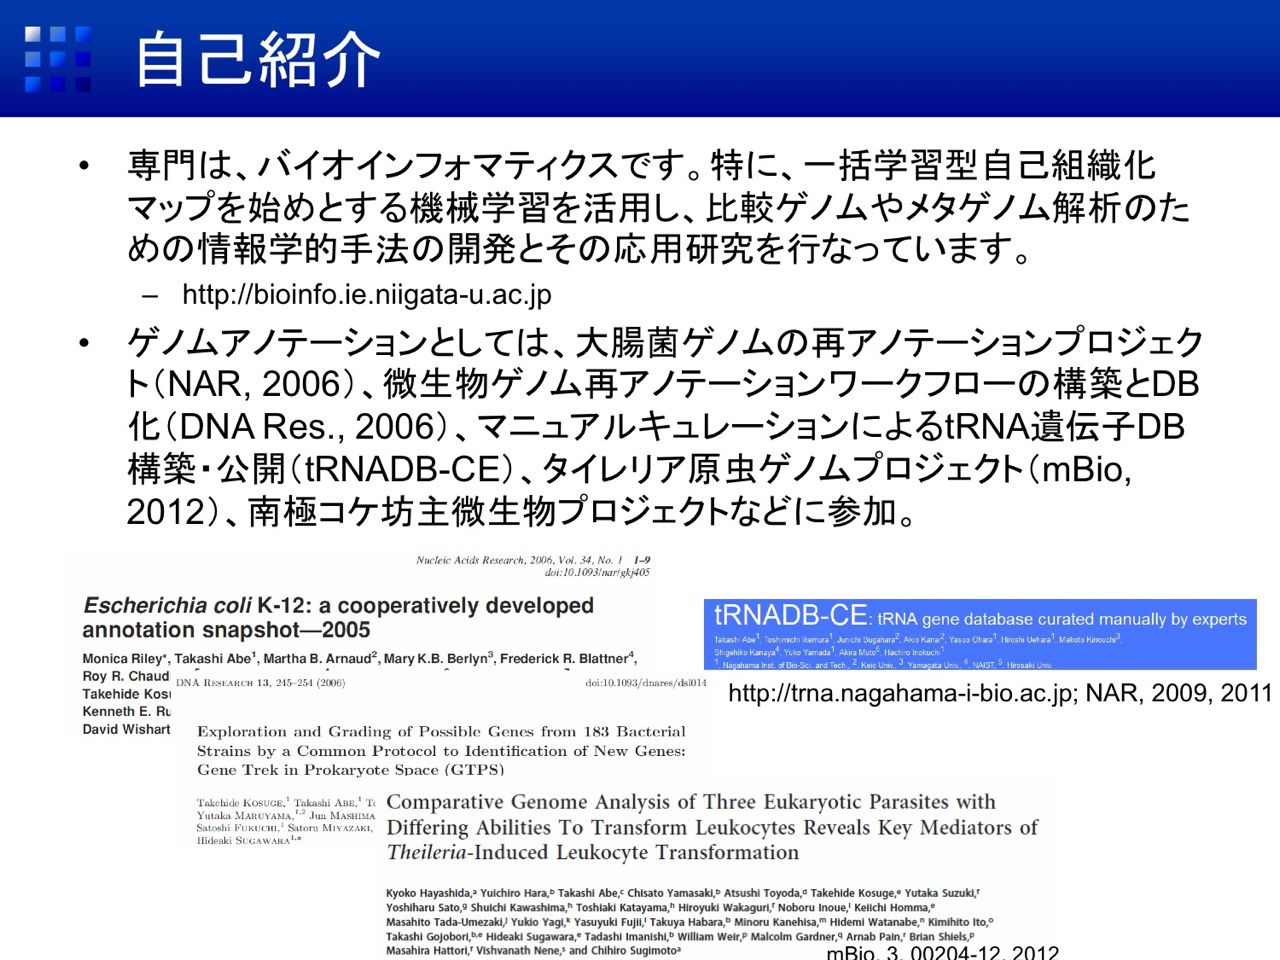 自己紹介
• 専門は、バイオインフォマティクスです。特に、一括学習型自己組織化
マップを始めとする機械学習を活用し、比較ゲノムやメタゲノム解析のた
めの情報学的手法の開発とその応用研究を行なっています。
– http://bioinfo.ie.niigata-u.ac.jp
• ゲノムアノテーションとしては、大腸菌ゲノムの再アノテーションプロジェク
ト（NAR, 2006）、微生物ゲノム再アノテーションワークフローの構築とDB
化（DNA Res., 2006）、マニュアルキュレーションによるtRNA遺伝子DB
構築・公開（tRNADB-CE）、タイレリア原虫ゲノムプロジェクト（mBio,
2012）、南極コケ坊主微生物プロジェクトなどに参加。
Nucleic Acids Research, 2006, Vol. 34, No. 1 1–9
doi:10.1093/nar/gkj405
Escherichia coli K-12: a cooperatively developed
annotation snapshot—2005
Monica Riley*, Takashi Abe1, Martha B. Arnaud2, Mary K.B. Berlyn3, Frederick R. Blattner4,
Roy R. Chaud
Takehide Kosu
Kenneth E. Ru
David Wishart
DNA RESEARCH 13, 245–254 (2006) doi:10.1093/dnares/dsl014
Exploration and Grading of Possible Genes from 183 Bacterial
Strains by a Common Protocol to Identification of New Genes:
Gene Trek in Prokaryote Space (GTPS)
Takehide KOSUGE,1 Takashi ABE,1 To
Yutaka MARUYAMA,1,2 Jun MASHIMA
Satoshi FUKUCHI,1 Satoru MIYAZAKI,
Hideaki SUGAWARA1,*
tRNADB-CE: tRNA gene database curated manually by experts
Takashi Abe1, Toshimichi Ikemura1, Junichi Sugahara2, Akio Kanai2, Yasuo Ohara1, Hiroshi Uehara1, Makoto Kinouchi3,
Shigehiko Kanaya4, Yuko Yamada1, Akira Muto5, Hachiro Inokuchi1
1. Nagahama Inst. of Bio-Sci. and Tech., 2. Keio Univ., 3. Yamagata Univ., 4. NAIST, 5. Hirosaki Univ.
http://trna.nagahama-i-bio.ac.jp; NAR, 2009, 2011
Comparative Genome Analysis of Three Eukaryotic Parasites with
Differing Abilities To Transform Leukocytes Reveals Key Mediators of
Theileria-Induced Leukocyte Transformation
Kyoko Hayashida,a Yuichiro Hara,b Takashi Abe,c Chisato Yamasaki,b Atsushi Toyoda,d Takehide Kosuge,e Yutaka Suzuki,f
Yoshiharu Sato,g Shuichi Kawashima,h Toshiaki Katayama,h Hiroyuki Wakaguri,f Noboru Inoue,i Keiichi Homma,e
Masahito Tada-Umezaki,j Yukio Yagi,k Yasuyuki Fujii,l Takuya Habara,b Minoru Kanehisa,m Hidemi Watanabe,n Kimihito Ito,o
Takashi Gojobori,b,e Hideaki Sugawara,e Tadashi Imanishi,b William Weir,p Malcolm Gardner,q Arnab Pain,r Brian Shiels,p
Masahira Hattori,f Vishvanath Nene,s and Chihiro Sugimotoa
mBio, 3, 00204-12, 2012